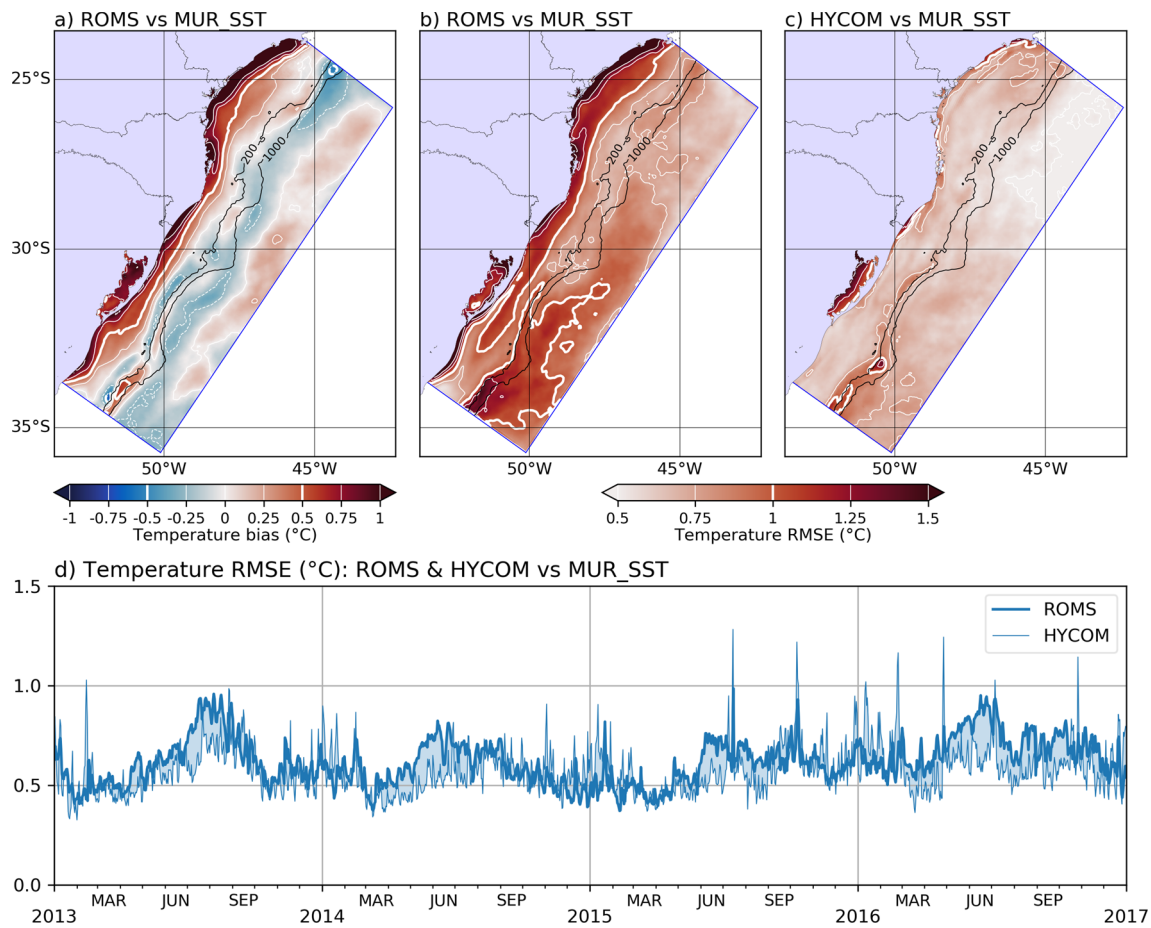 a) ROMS vs MUR_SST
b) ROMS vs MUR_SST
c) HYCOM vs MUR_SST
25°S
30°S
35°S
200
1000
200
1000
200
1000
50°W 45°W
50°W 45°W
50°W 45°W
-1 -0.75 -0.5 -0.25 0 0.25 0.5 0.75 1
Temperature bias (°C)
0.5 0.75 1 1.25 1.5
Temperature RMSE (°C)
d) Temperature RMSE (°C): ROMS & HYCOM vs MUR_SST
1.5
1.0
0.5
0.0
ROMS
HYCOM
MAR JUN SEP MAR JUN SEP MAR JUN SEP MAR JUN SEP
2013 2014 2015 2016 2017